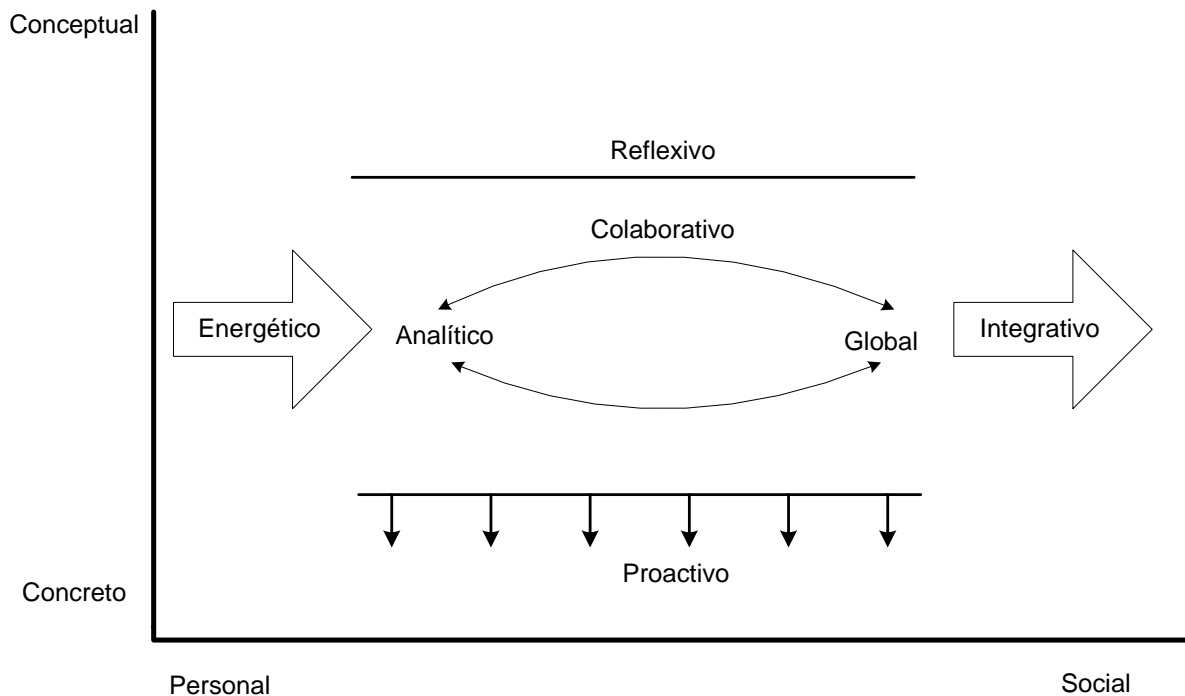 Conceptual
Reflexivo
Colaborativo
Energético
Analítico
Global
Integrativo
Proactivo
Concreto
Personal
Social